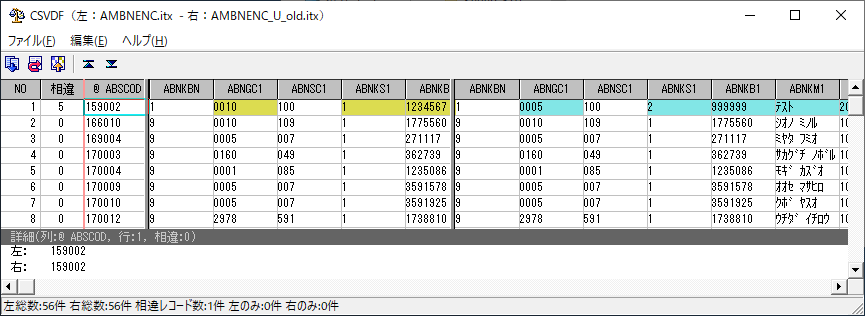 CSVDF（左：AMBNENC.itx - 右：AMBNENC_U_old.itx）
ファイル(F) 編集(E) ヘルプ(H)
NO 相違 @ ABSCOD ABNKBN ABNGC1 ABNSC1 ABNKS1 ABNKB ABNKBN ABNGC1 ABNSC1 ABNKS1 ABNKB1 ABNKM1
1 5 159002 1 0010 100 1 1234567 1 0005 100 2 999999 ﾃｽﾄ 20
2 0 166010 9 0010 109 1 1775560 9 0010 109 1 1775560 ｼｵﾉ ﾐﾉﾙ 10
3 0 169004 9 0005 007 1 271117 9 0005 007 1 271117 ﾐﾔﾀ ﾌﾐｵ 10
4 0 170003 9 0160 049 1 362739 9 0160 049 1 362739 ｻｶｸﾞﾁ ﾉﾎﾞﾙ 10
5 0 170004 9 0001 085 1 1235086 9 0001 085 1 1235086 ﾓｷﾞ ｶｽﾞｵ 10
6 0 170009 9 0005 007 1 3591578 9 0005 007 1 3591578 ｵｵｾ ﾏｻﾋﾛ 10
7 0 170010 9 0005 007 1 3591925 9 0005 007 1 3591925 ｸﾎﾞ ﾔｽｵ 10
8 0 170012 9 2978 591 1 1738810 9 2978 591 1 1738810 ｳﾁﾀﾞ ｲﾁﾛｳ 10
詳細(列:@ ABSCOD, 行:1, 相違:0)
左: 159002
右: 159002
左総数:56件 右総数:56件 相違レコード数:1件 左のみ:0件 右のみ:0件